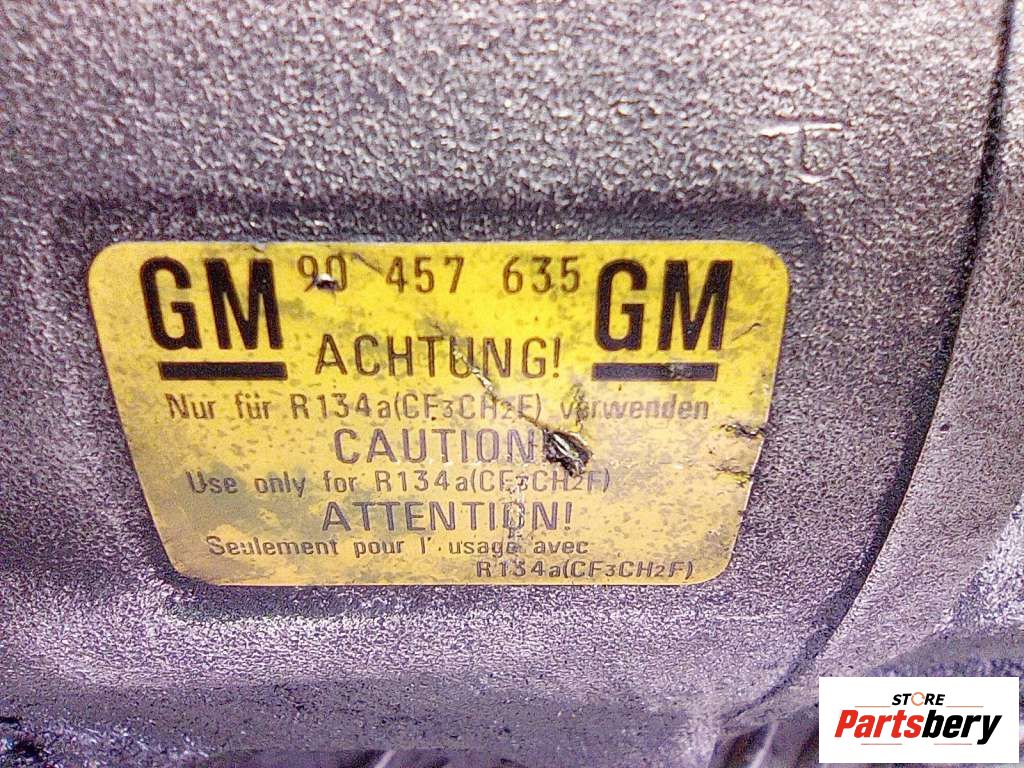 GM 90 457 635 GM
ACHTUNG!
Nur für R134a(CF3CH2F) verwenden
CAUTION!
Use only for R134a(CF3CH2F)
ATTENTION!
Seulement pour l'usage avec
R134a(CF3CH2F)
STORE
Partsbery